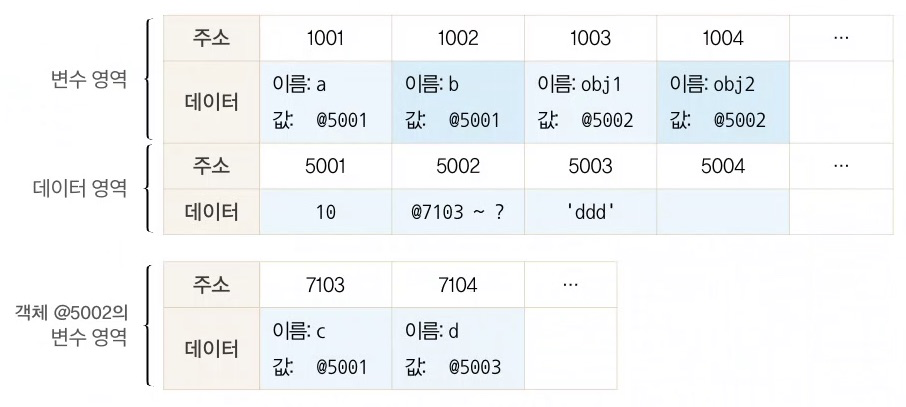 변수 영역
주소 1001 1002 1003 1004 ...
데이터
이름: a 이름: b 이름: obj1 이름: obj2
값: @5001 값: @5001 값: @5002 값: @5002
데이터 영역
주소 5001 5002 5003 5004 ...
데이터 10 @7103 ~ ? 'ddd'
객체 @5002의
변수 영역
주소 7103 7104 ...
데이터
이름: c 이름: d
값: @5001 값: @5003